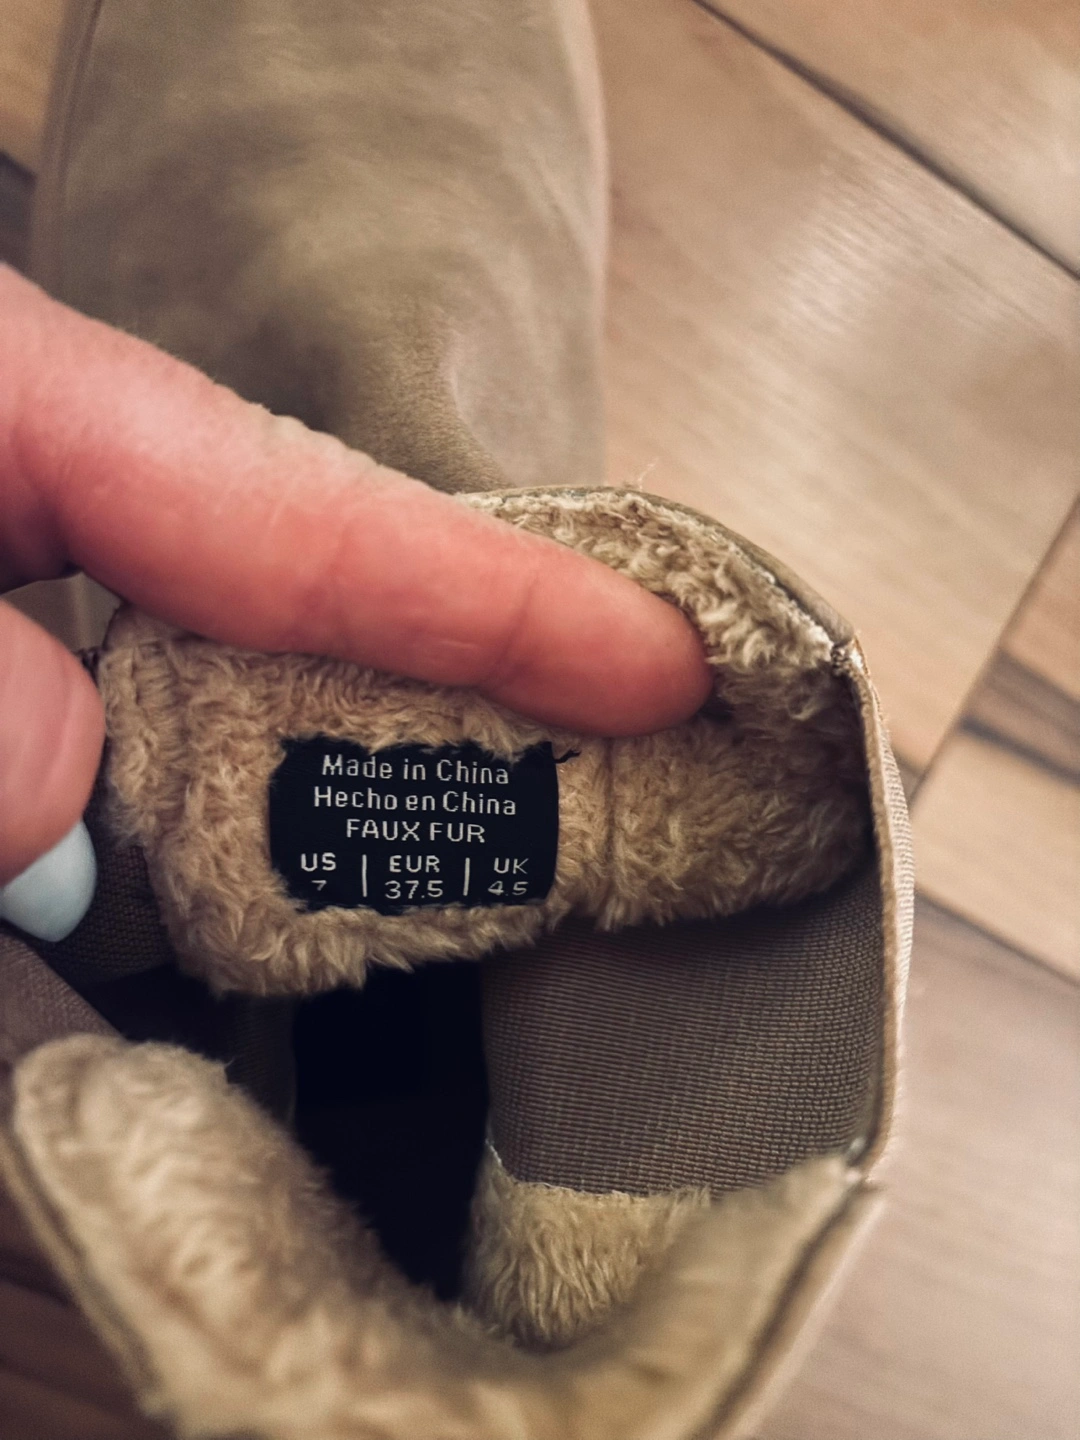 Made in China
Hecho en China
FAUX FUR
US | EUR | UK
7 | 37.5 | 4.5